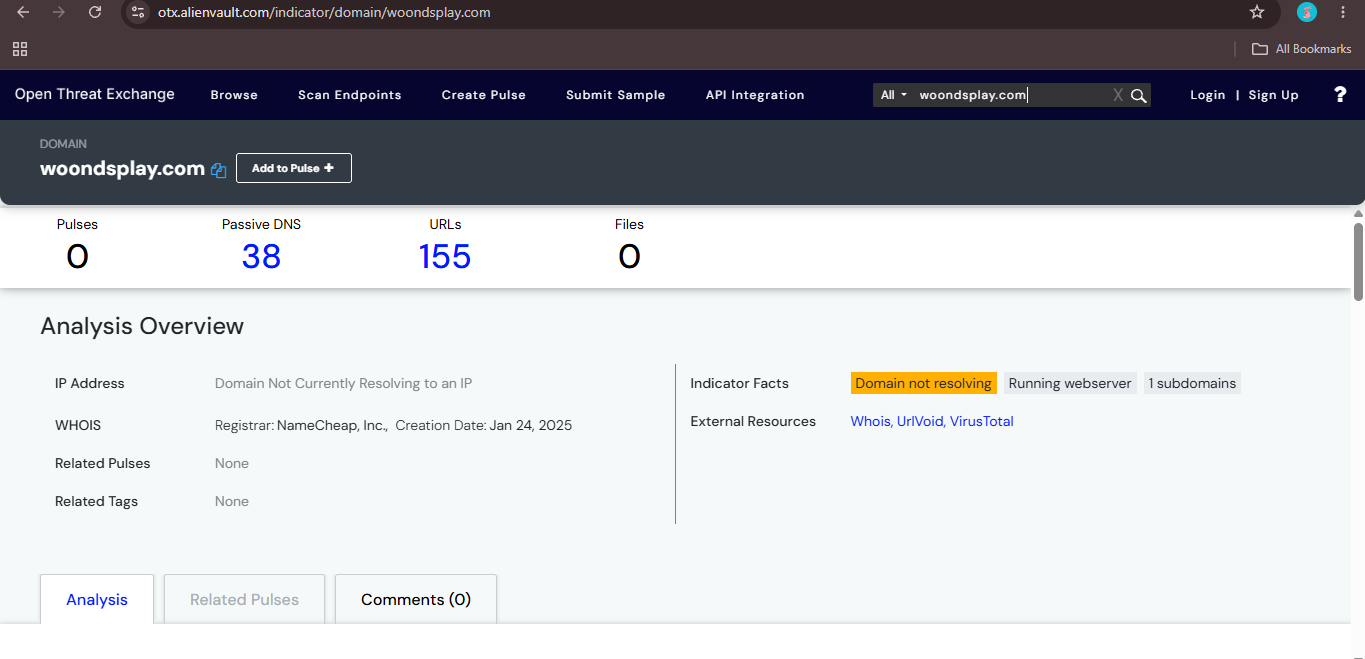 otx.alienvault.com/indicator/domain/woondsplay.com
All Bookmarks
Open Threat Exchange Browse Scan Endpoints Create Pulse Submit Sample API Integration All woondsplay.com X Login | Sign Up ?
DOMAIN
woondsplay.com Add to Pulse +
Pulses Passive DNS URLs Files
0 38 155 0
Analysis Overview
IP Address Domain Not Currently Resolving to an IP
WHOIS Registrar: NameCheap, Inc., Creation Date: Jan 24, 2025
Related Pulses None
Related Tags None
Indicator Facts Domain not resolving Running webserver 1 subdomains
External Resources Whois, UrlVoid, VirusTotal
Analysis Related Pulses Comments (0)